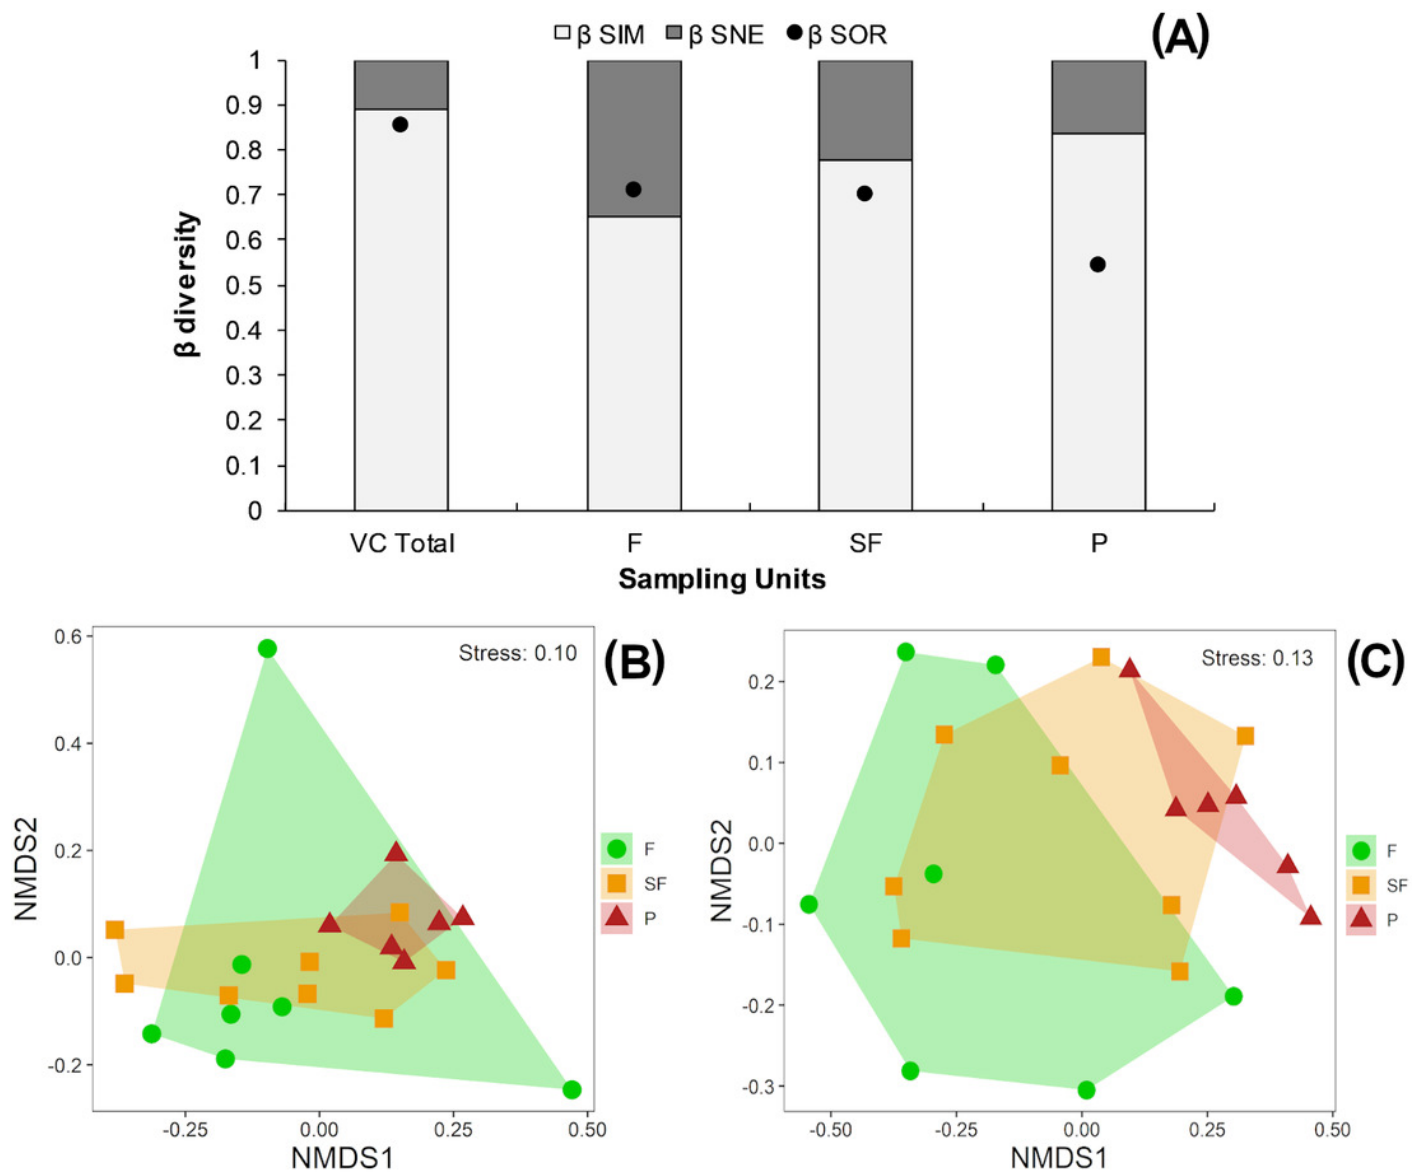 β SIM β SNE β SOR
(A)
1
0.9
0.8
0.7
0.6
0.5
0.4
0.3
0.2
0.1
0
β diversity
VC Total F SF P
Sampling Units
Stress: 0.10
(B)
0.6
0.4
0.2
0.0
-0.2
NMDS2
-0.25 0.00 0.25 0.50
NMDS1
F
SF
P
Stress: 0.13
(C)
0.2
0.1
0.0
-0.1
-0.2
-0.3
NMDS2
-0.50 -0.25 0.00 0.25 0.50
NMDS1
F
SF
P